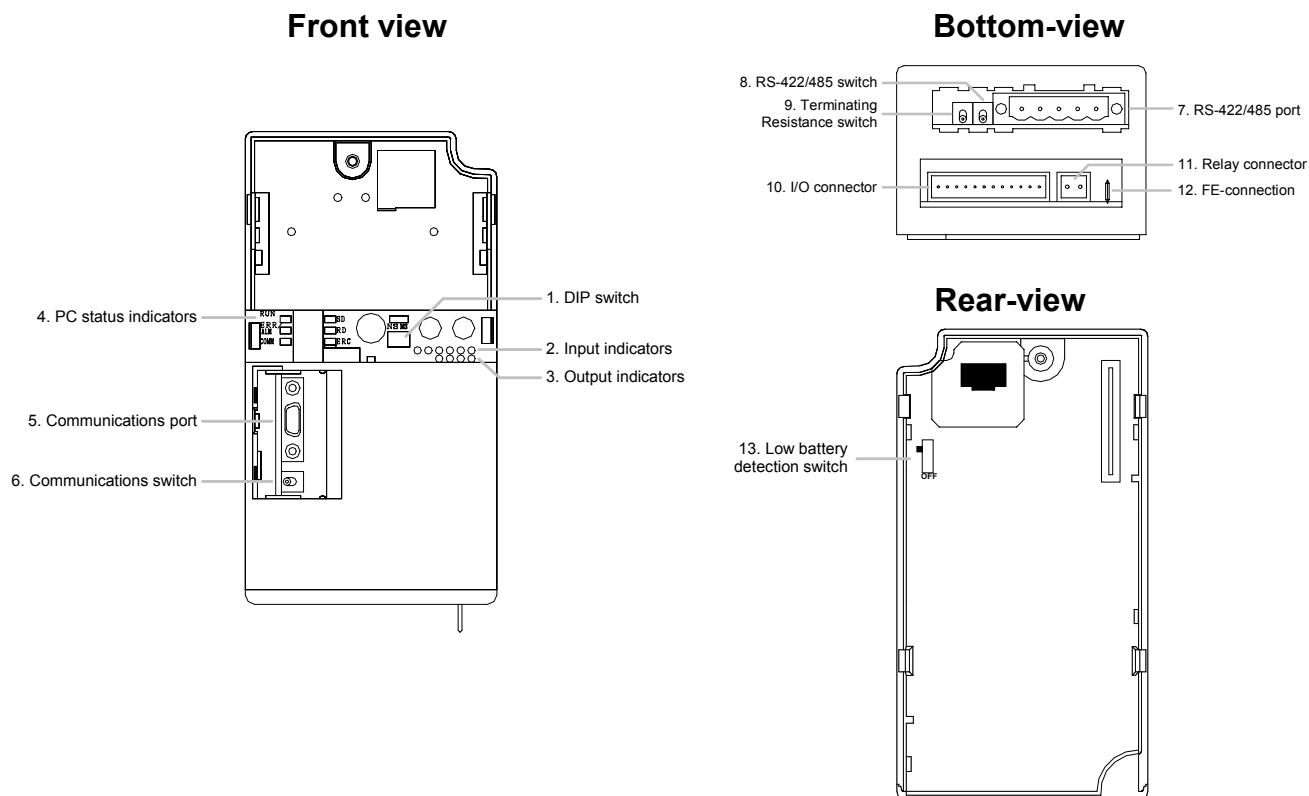 Front view
4. PC status indicators
RUN
ERR
ALM
COMM
SD
RD
ERC
NS MS
1. DIP switch
2. Input indicators
3. Output indicators
5. Communications port
6. Communications switch
Bottom-view
8. RS-422/485 switch
9. Terminating
Resistance switch
7. RS-422/485 port
10. I/O connector
11. Relay connector
12. FE-connection
Rear-view
13. Low battery
detection switch
OFF